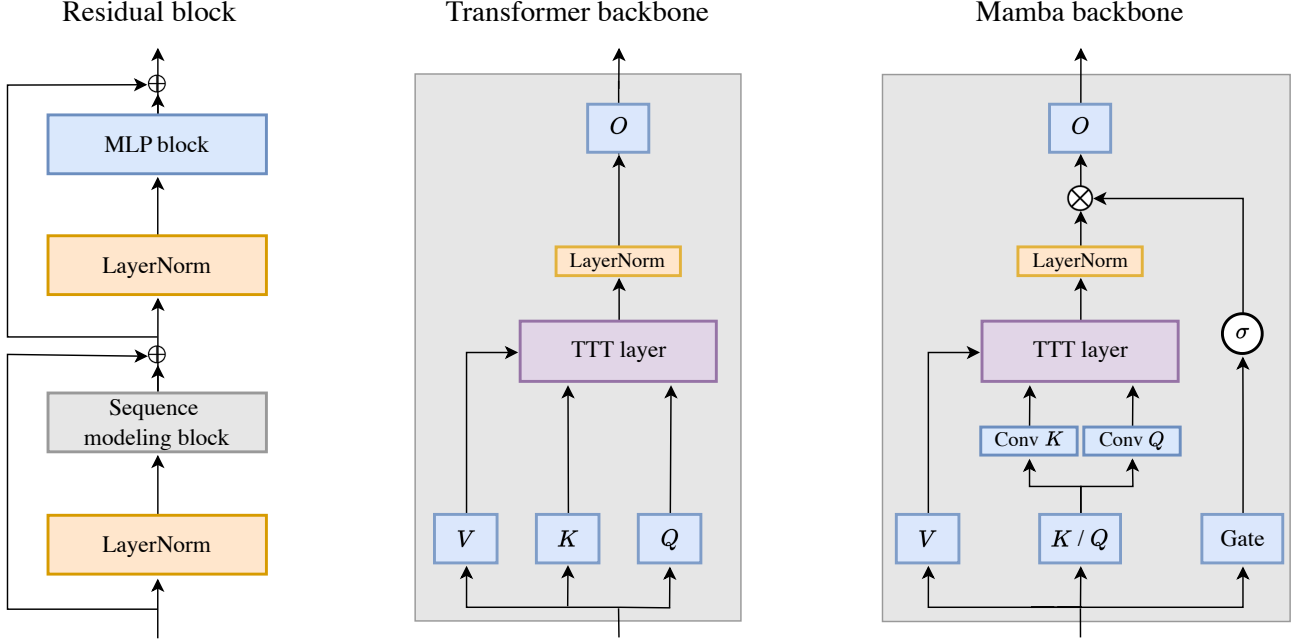 Residual block
MLP block
LayerNorm
Sequence
modeling block
LayerNorm
Transformer backbone
O
LayerNorm
TTT layer
V
K
Q
Mamba backbone
O
LayerNorm
TTT layer
σ
Conv K
Conv Q
V
K / Q
Gate